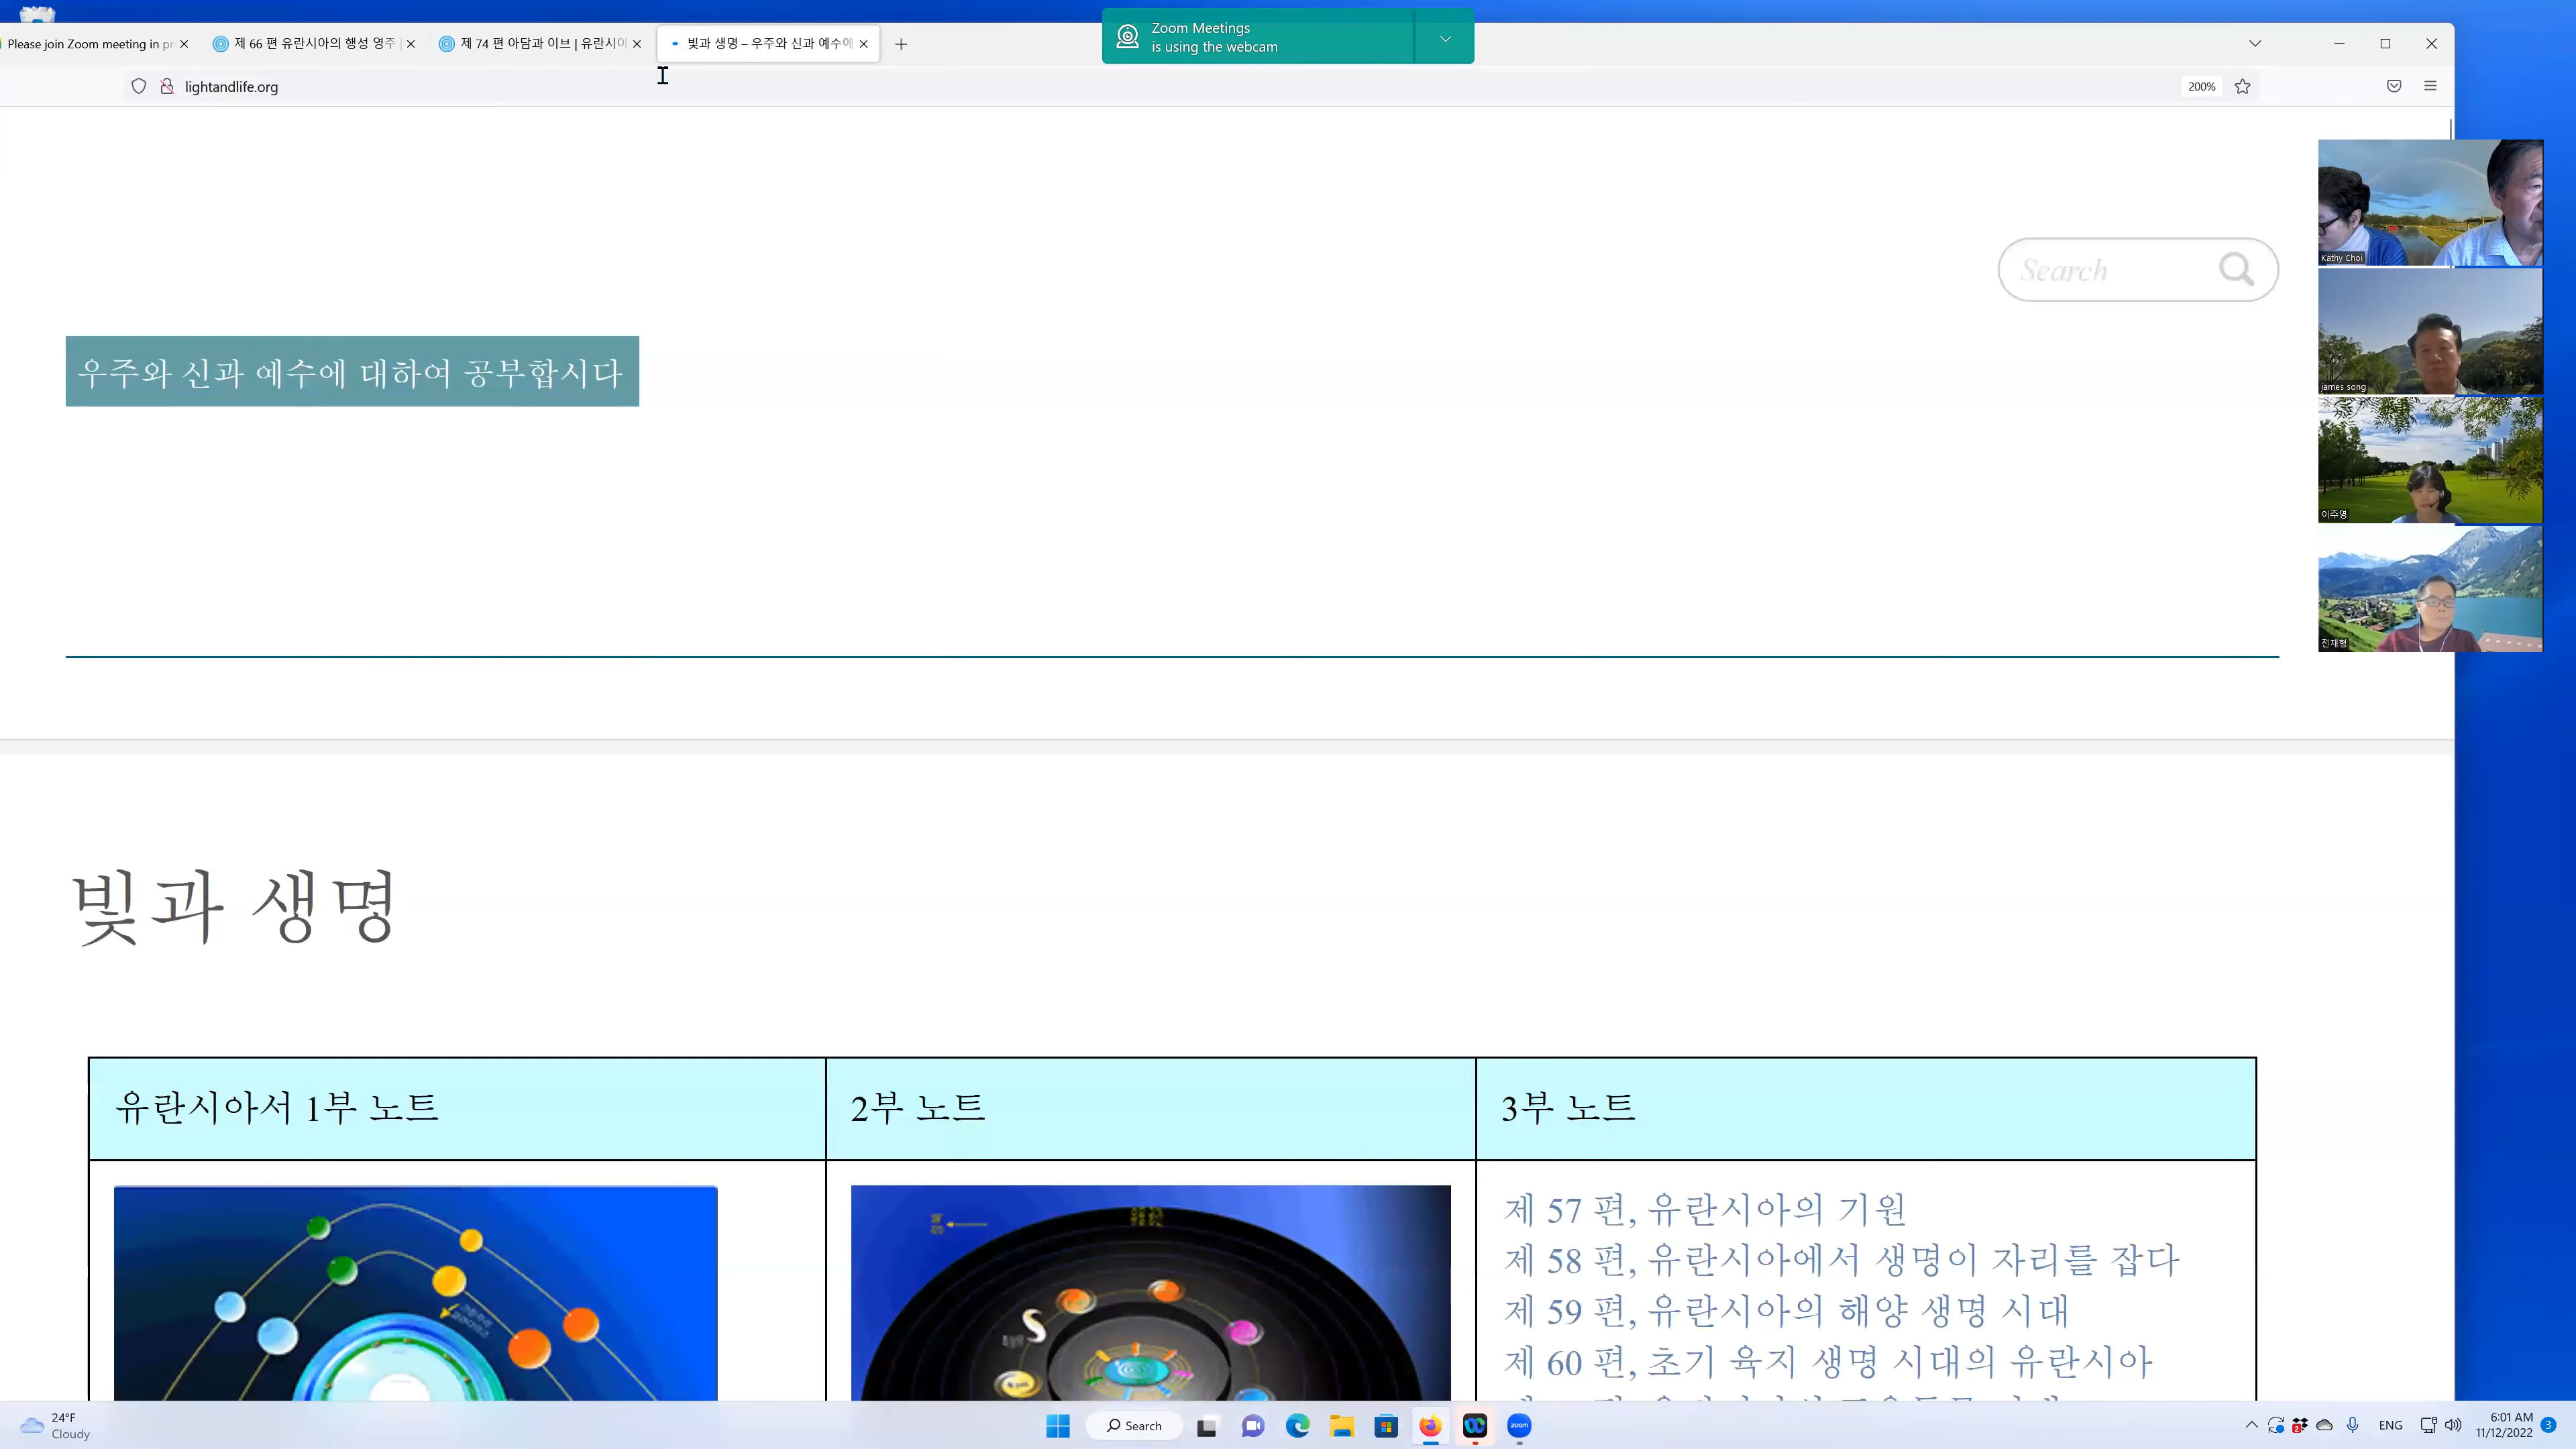 Zoom Meetings
is using the webcam
Please join Zoom meeting in pr
제 66 편 유란시아의 행성 영주 |
제 74 편 아담과 이브 | 유란시아
빛과 생명 – 우주와 신과 예수에
lightandlife.org
200%
Search
우주와 신과 예수에 대하여 공부합시다
Kathy Choi
james song
이주영
전재형
빛과 생명
유란시아서 1부 노트
2부 노트
3부 노트
제 57 편, 유란시아의 기원
제 58 편, 유란시아에서 생명이 자리를 잡다
제 59 편, 유란시아의 해양 생명 시대
제 60 편, 초기 육지 생명 시대의 유란시아
S
24°F
Cloudy
Search
zoom
2
ENG
6:01 AM
11/12/2022
3